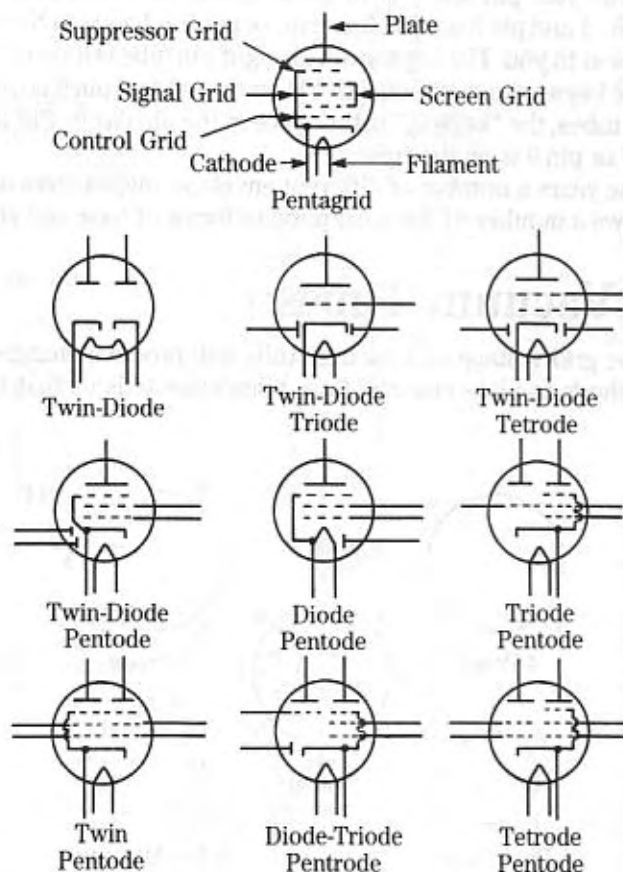 Plate
Suppressor Grid
Signal Grid
Screen Grid
Control Grid
Cathode
Filament
Pentagrid
Twin-Diode
Twin-Diode
Triode
Twin-Diode
Tetrode
Twin-Diode
Pentode
Diode
Pentode
Triode
Pentode
Twin
Pentode
Diode-Triode
Pentrode
Tetrode
Pentode